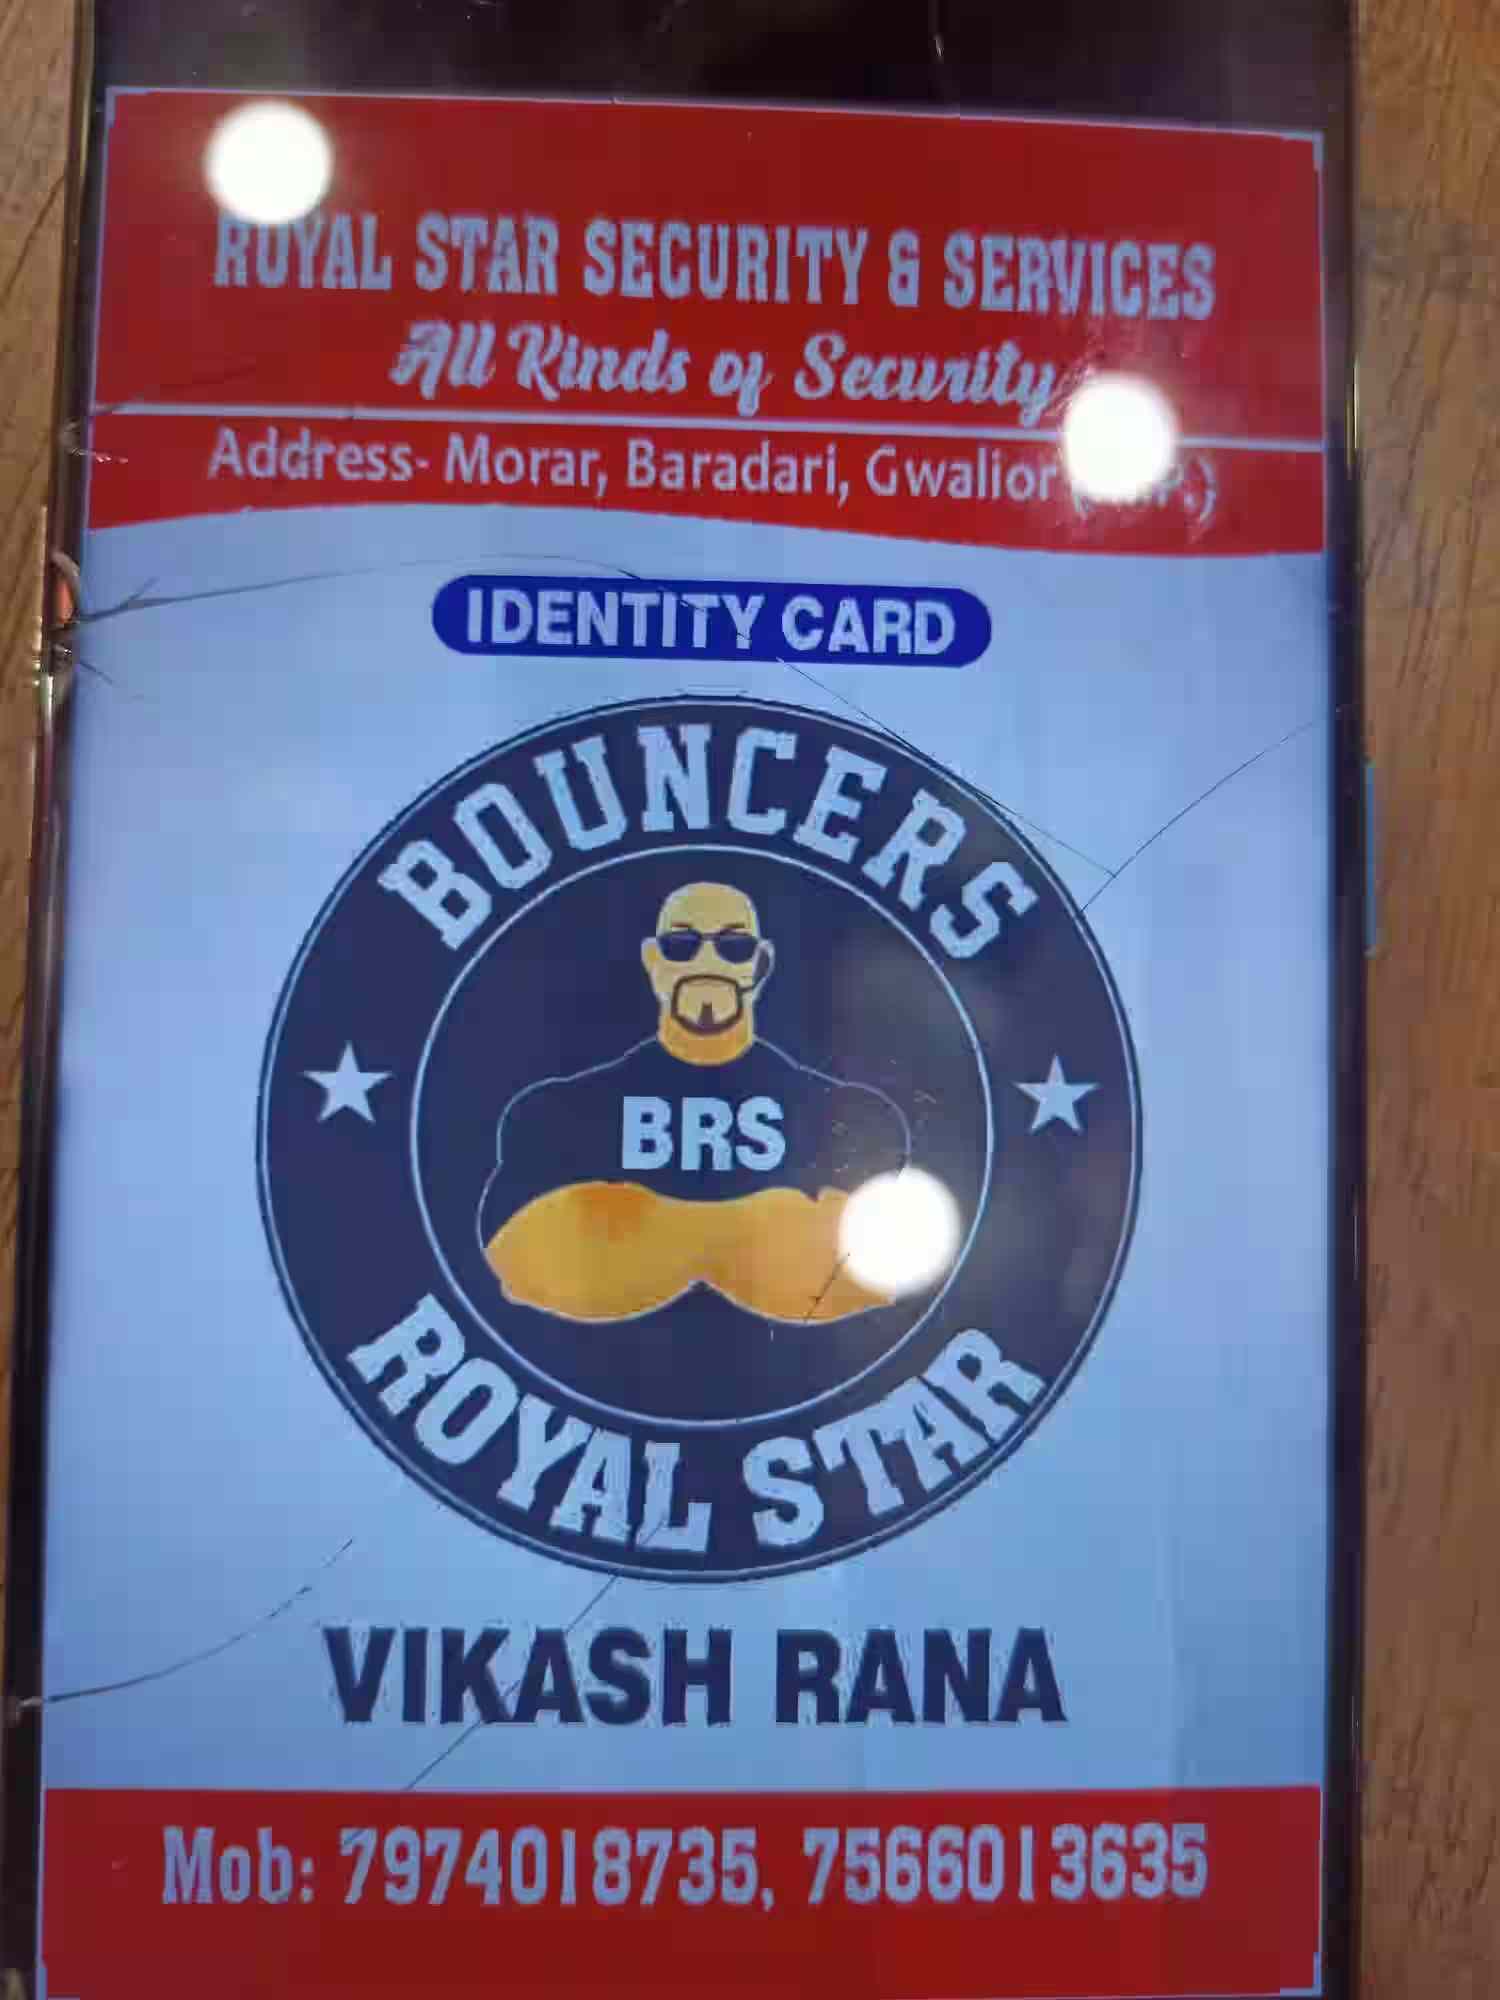 ROYAL STAR SECURITY & SERVICES
All Kinds of Security
Address- Morar, Baradari, Gwalior
IDENTITY CARD
BOUNCERS
BRS
ROYAL STAR
VIKASH RANA
Mob: 7974018735, 7566013635